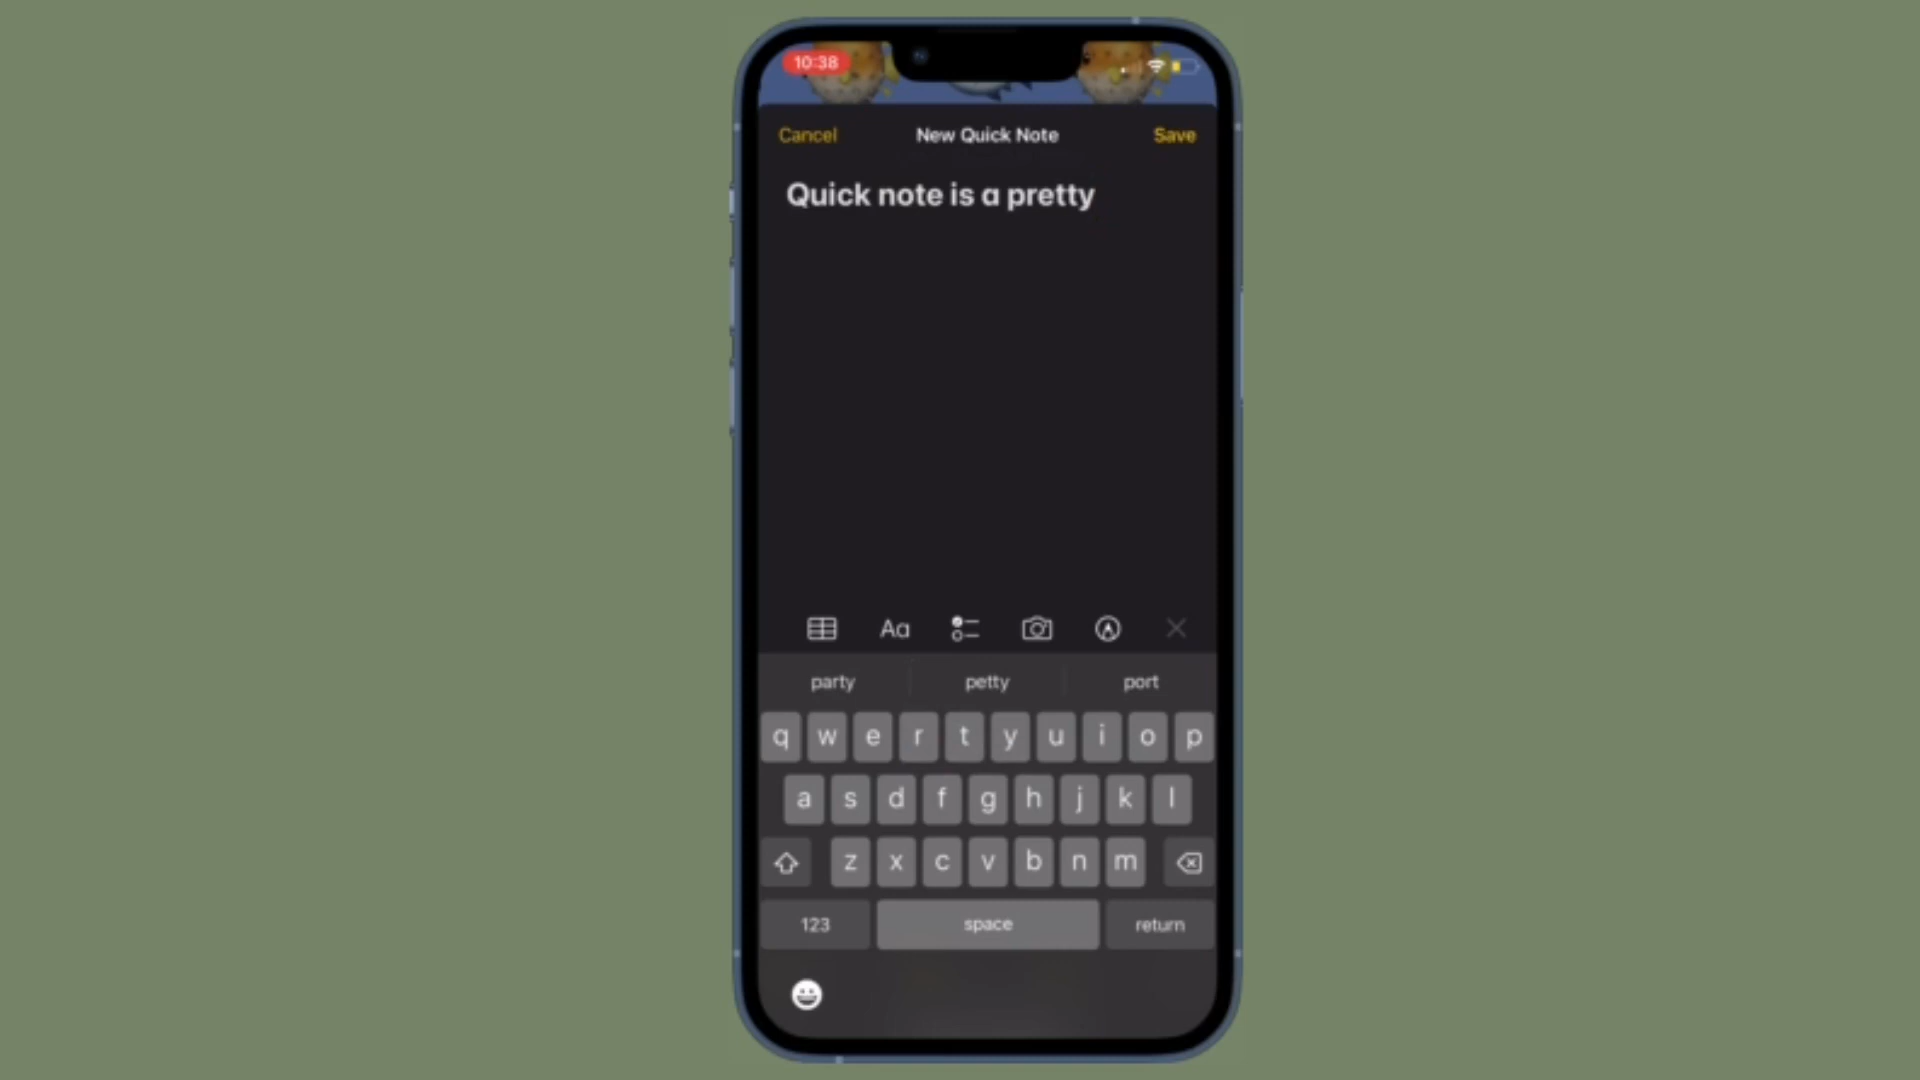 10:38
Cancel New Quick Note Save
Quick note is a pretty
Aa
party petty port
q w e r t y u i o p
a s d f g h j k l
z x c v b n m
123 space return